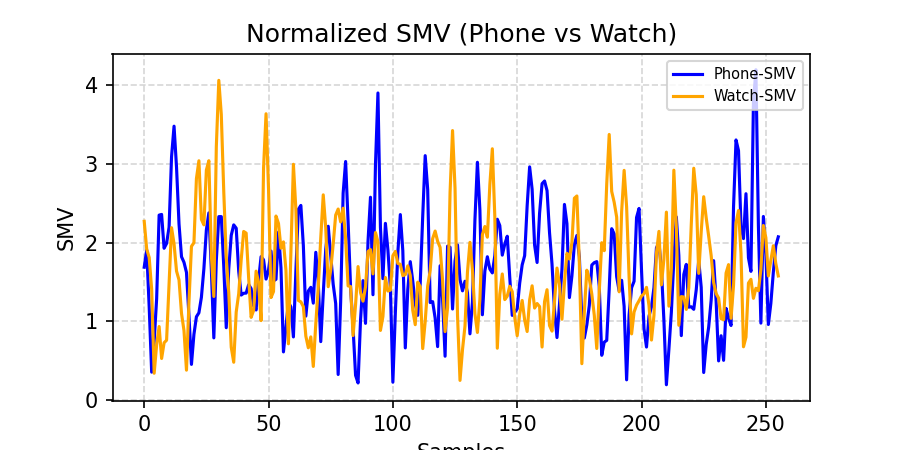 Normalized SMV (Phone vs Watch)
Phone-SMV
Watch-SMV
SMV
4
3
2
1
0
0 50 100 150 200 250
Samples